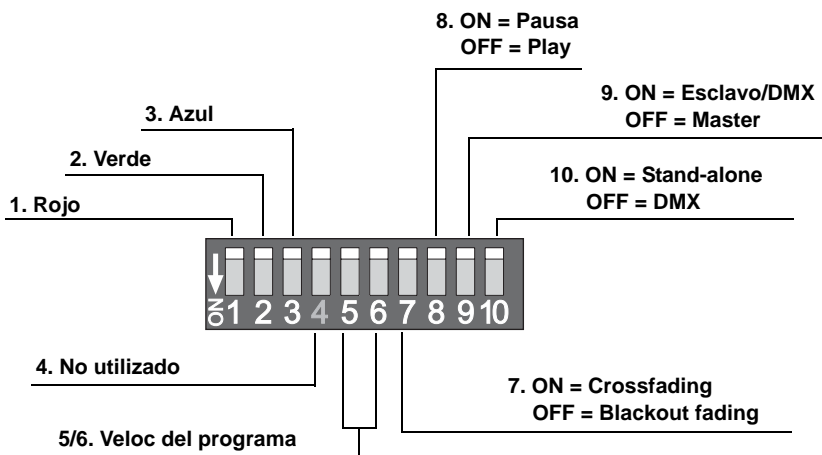 8. ON = Pausa
OFF = Play
9. ON = Esclavo/DMX
OFF = Master
3. Azul
2. Verde
10. ON = Stand-alone
OFF = DMX
1. Rojo
ON
1 2 3 4 5 6 7 8 9 10
4. No utilizado
7. ON = Crossfading
OFF = Blackout fading
5/6. Veloc del programa